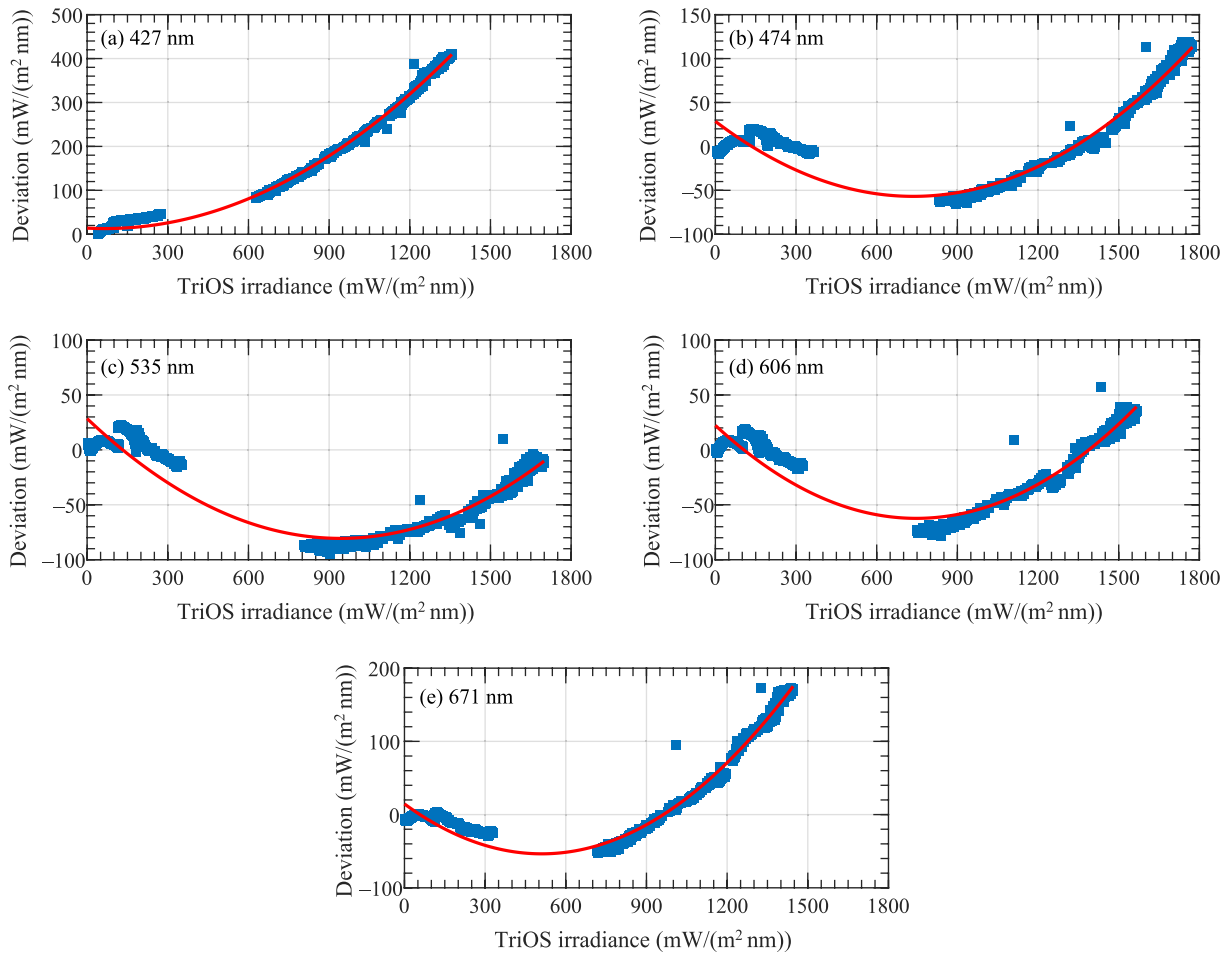 (a) 427 nm
500
400
300
200
100
0
Deviation (mW/(m² nm))
0 300 600 900 1200 1500 1800
TriOS irradiance (mW/(m² nm))
(b) 474 nm
150
100
50
0
−50
−100
Deviation (mW/(m² nm))
0 300 600 900 1200 1500 1800
TriOS irradiance (mW/(m² nm))
(c) 535 nm
100
50
0
−50
−100
Deviation (mW/(m² nm))
0 300 600 900 1200 1500 1800
TriOS irradiance (mW/(m² nm))
(d) 606 nm
100
50
0
−50
−100
Deviation (mW/(m² nm))
0 300 600 900 1200 1500 1800
TriOS irradiance (mW/(m² nm))
(e) 671 nm
200
100
0
−100
Deviation (mW/(m² nm))
0 300 600 900 1200 1500 1800
TriOS irradiance (mW/(m² nm))